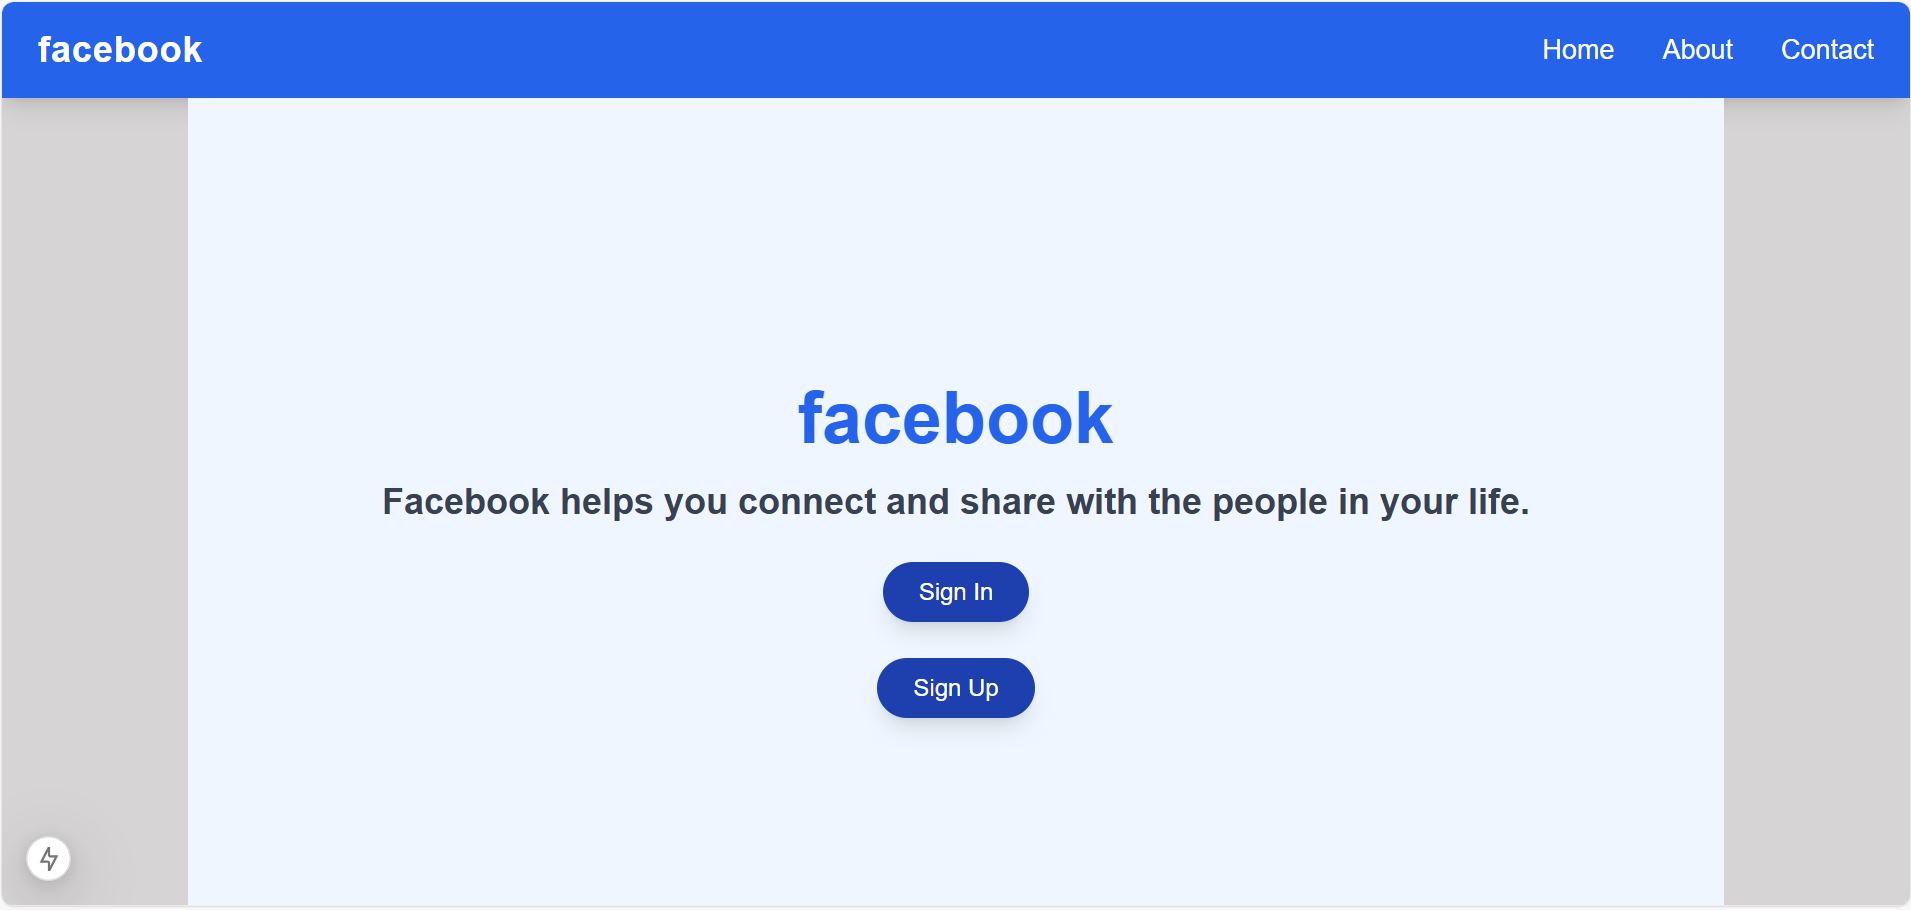 facebook
Home About Contact
facebook
Facebook helps you connect and share with the people in your life.
Sign In
Sign Up